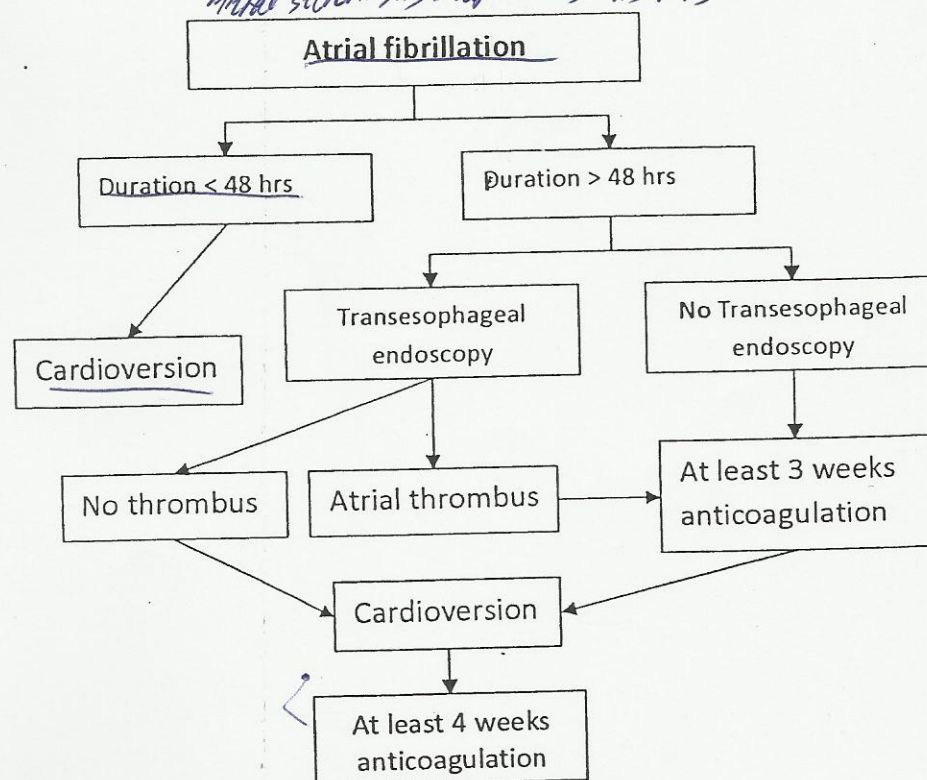 Atrial fibrillation
Duration < 48 hrs
Duration > 48 hrs
Transesophageal
endoscopy
No Transesophageal
endoscopy
Cardioversion
No thrombus
Atrial thrombus
At least 3 weeks
anticoagulation
Cardioversion
At least 4 weeks
anticoagulation